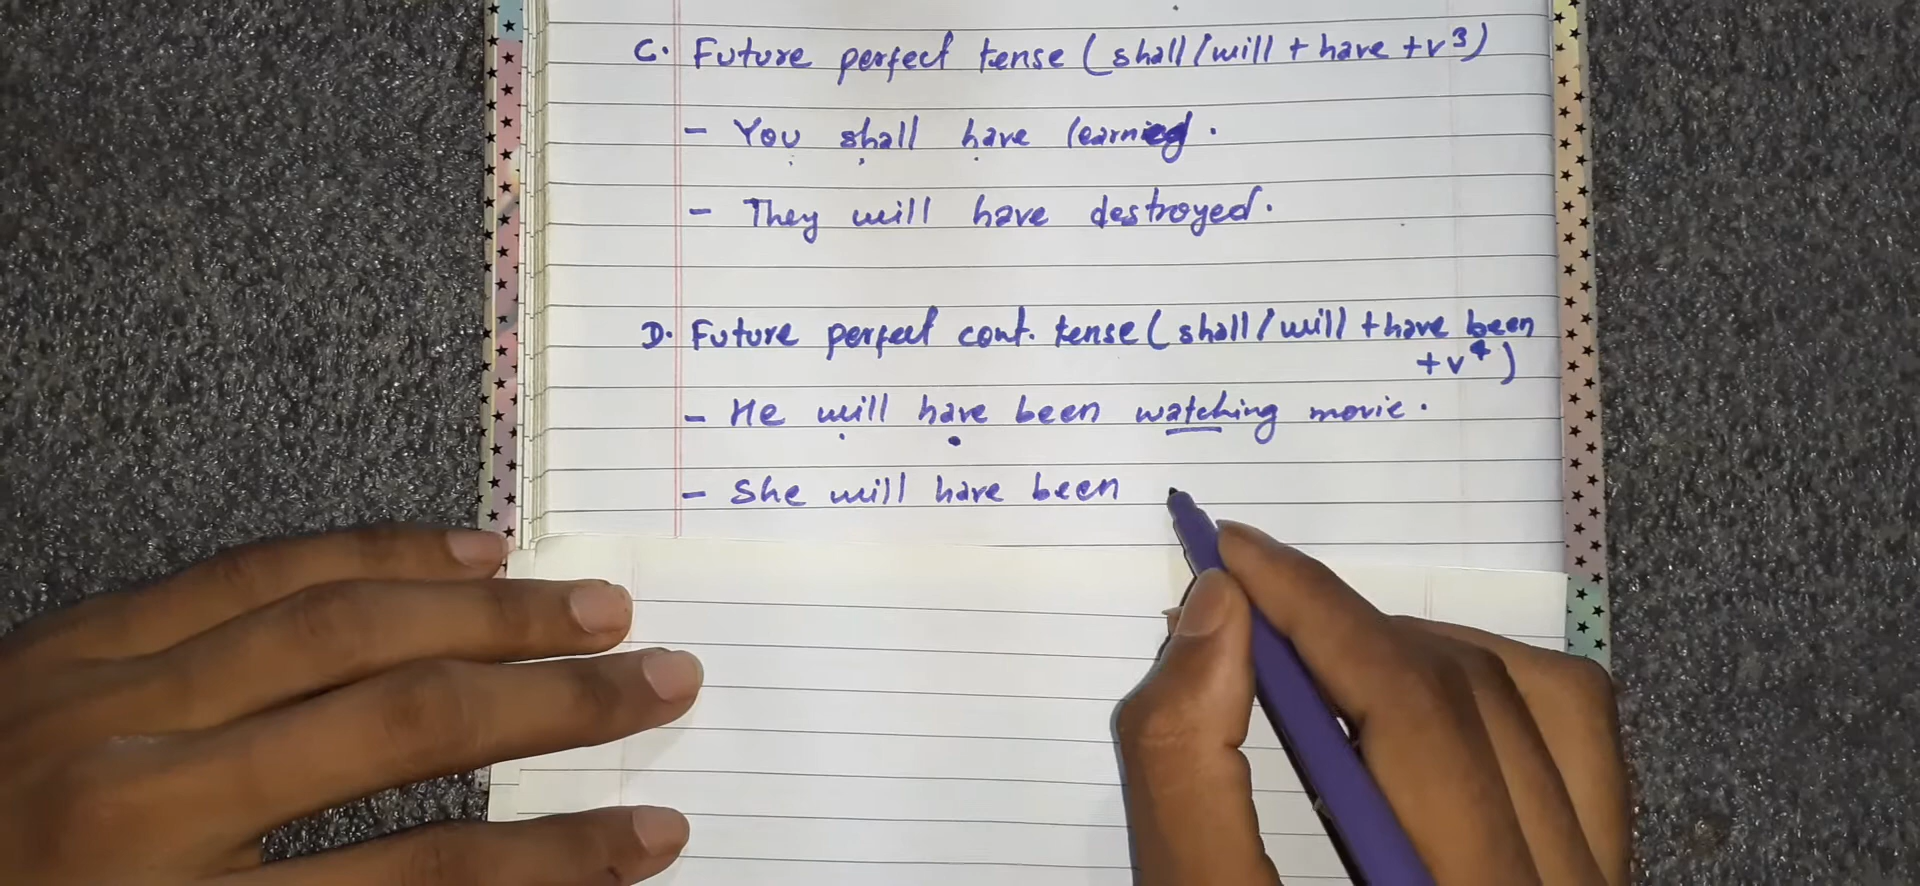 C. Future perfect tense (shall/will + have + v3)
- You shall have learned.
- They will have destroyed.
D. Future perfect cont. tense (shall/will + have been
+ v4)
- He will have been watching movie.
- She will have been